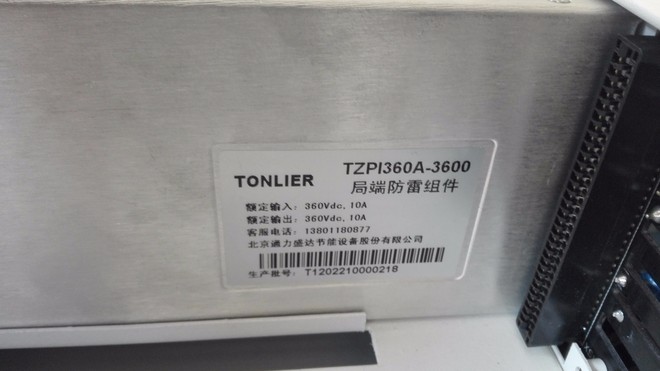 TONLIER TZPI360A-3600
局端防雷组件
额定输入：360Vdc，10A
额定输出：360Vdc，10A
客服电话：13801180877
北京通力盛达节能设备股份有限公司
生产批号：T1202210000218